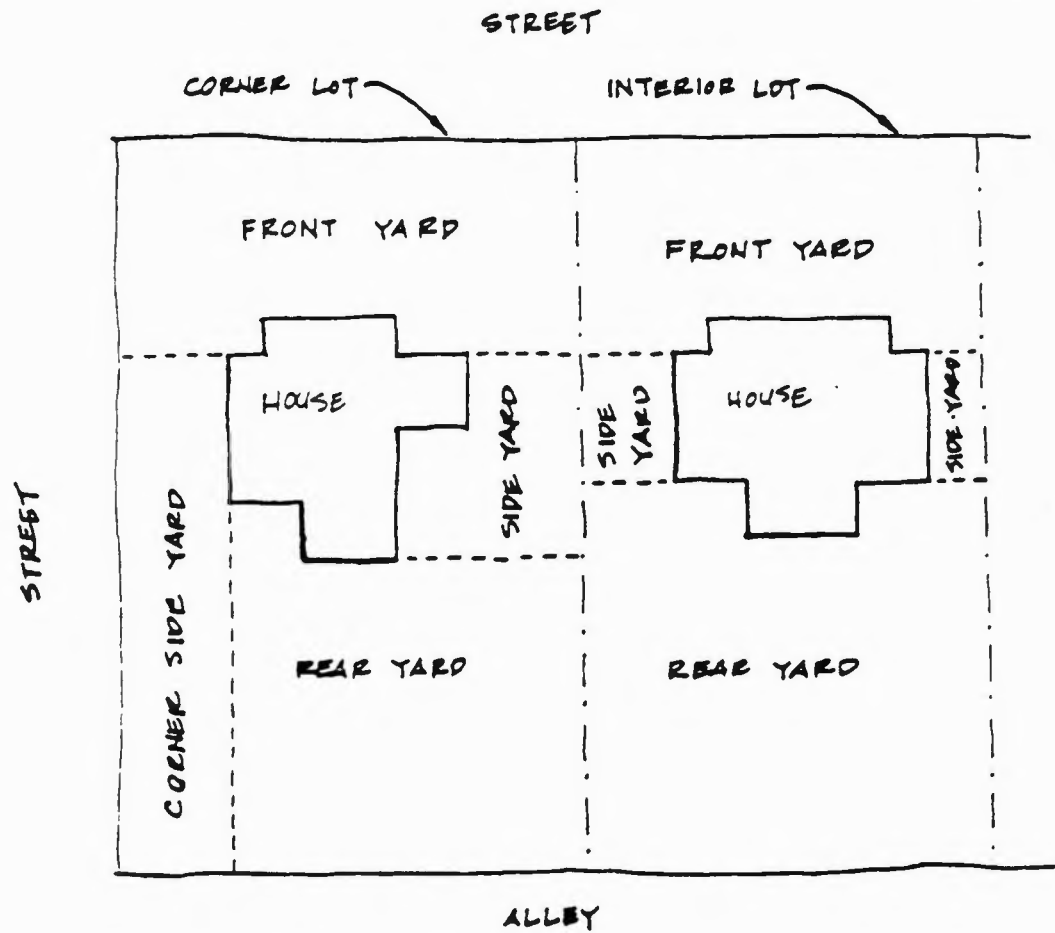 STREET
CORNER LOT
INTERIOR LOT
FRONT YARD
FRONT YARD
HOUSE
SIDE YARD
SIDE
YARD
HOUSE
SIDE YARD
STREET
CORNER SIDE YARD
REAR YARD
REAR YARD
ALLEY